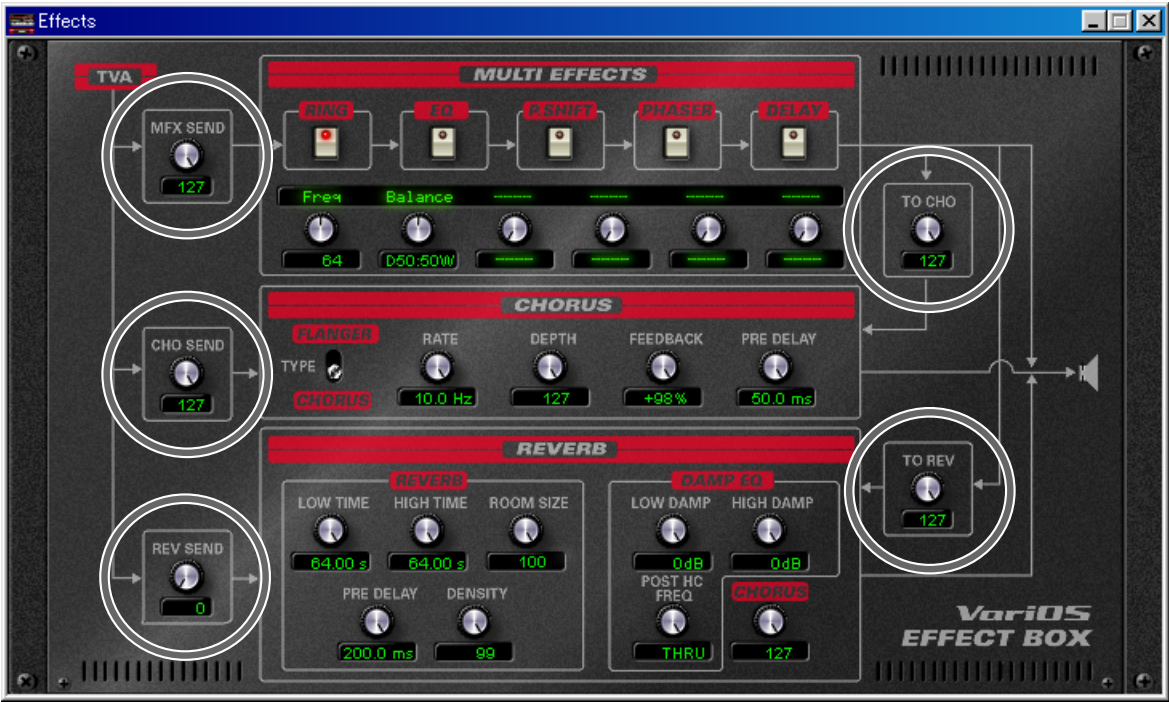 Effects
TVA
MULTI EFFECTS
MFX SEND
127
RING EQ P.SHIFT PHASER DELAY
Freq Balance ----- ----- ----- -----
64 D50:50W ----- ----- ----- -----
TO CHO
127
CHORUS
CHO SEND
127
FLANGER
TYPE
CHORUS
RATE DEPTH FEEDBACK PRE DELAY
10.0 Hz 127 +98% 50.0 ms
REVERB
TO REV
127
REV SEND
0
REVERB
LOW TIME HIGH TIME ROOM SIZE
64.00 s 64.00 s 100
PRE DELAY DENSITY
200.0 ms 99
DAMP EQ
LOW DAMP HIGH DAMP
0dB 0dB
POST HC
FREQ
THRU
CHORUS
127
VariOS
EFFECT BOX